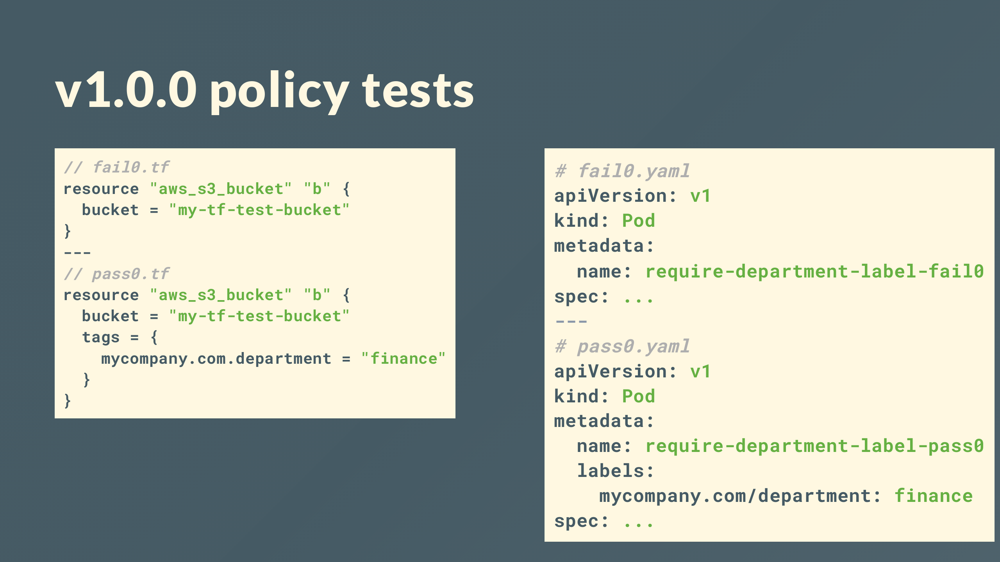 v1.0.0 policy tests
// fail0.tf
resource "aws_s3_bucket" "b" {
  bucket = "my-tf-test-bucket"
}
---
// pass0.tf
resource "aws_s3_bucket" "b" {
  bucket = "my-tf-test-bucket"
  tags = {
    mycompany.com.department = "finance"
  }
}
# fail0.yaml
apiVersion: v1
kind: Pod
metadata:
  name: require-department-label-fail0
spec: ...
---
# pass0.yaml
apiVersion: v1
kind: Pod
metadata:
  name: require-department-label-pass0
  labels:
    mycompany.com/department: finance
spec: ...